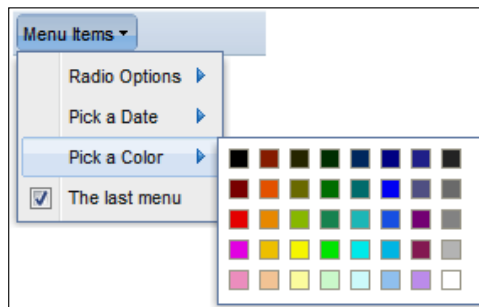 Menu Items
Radio Options
Pick a Date
Pick a Color
The last menu